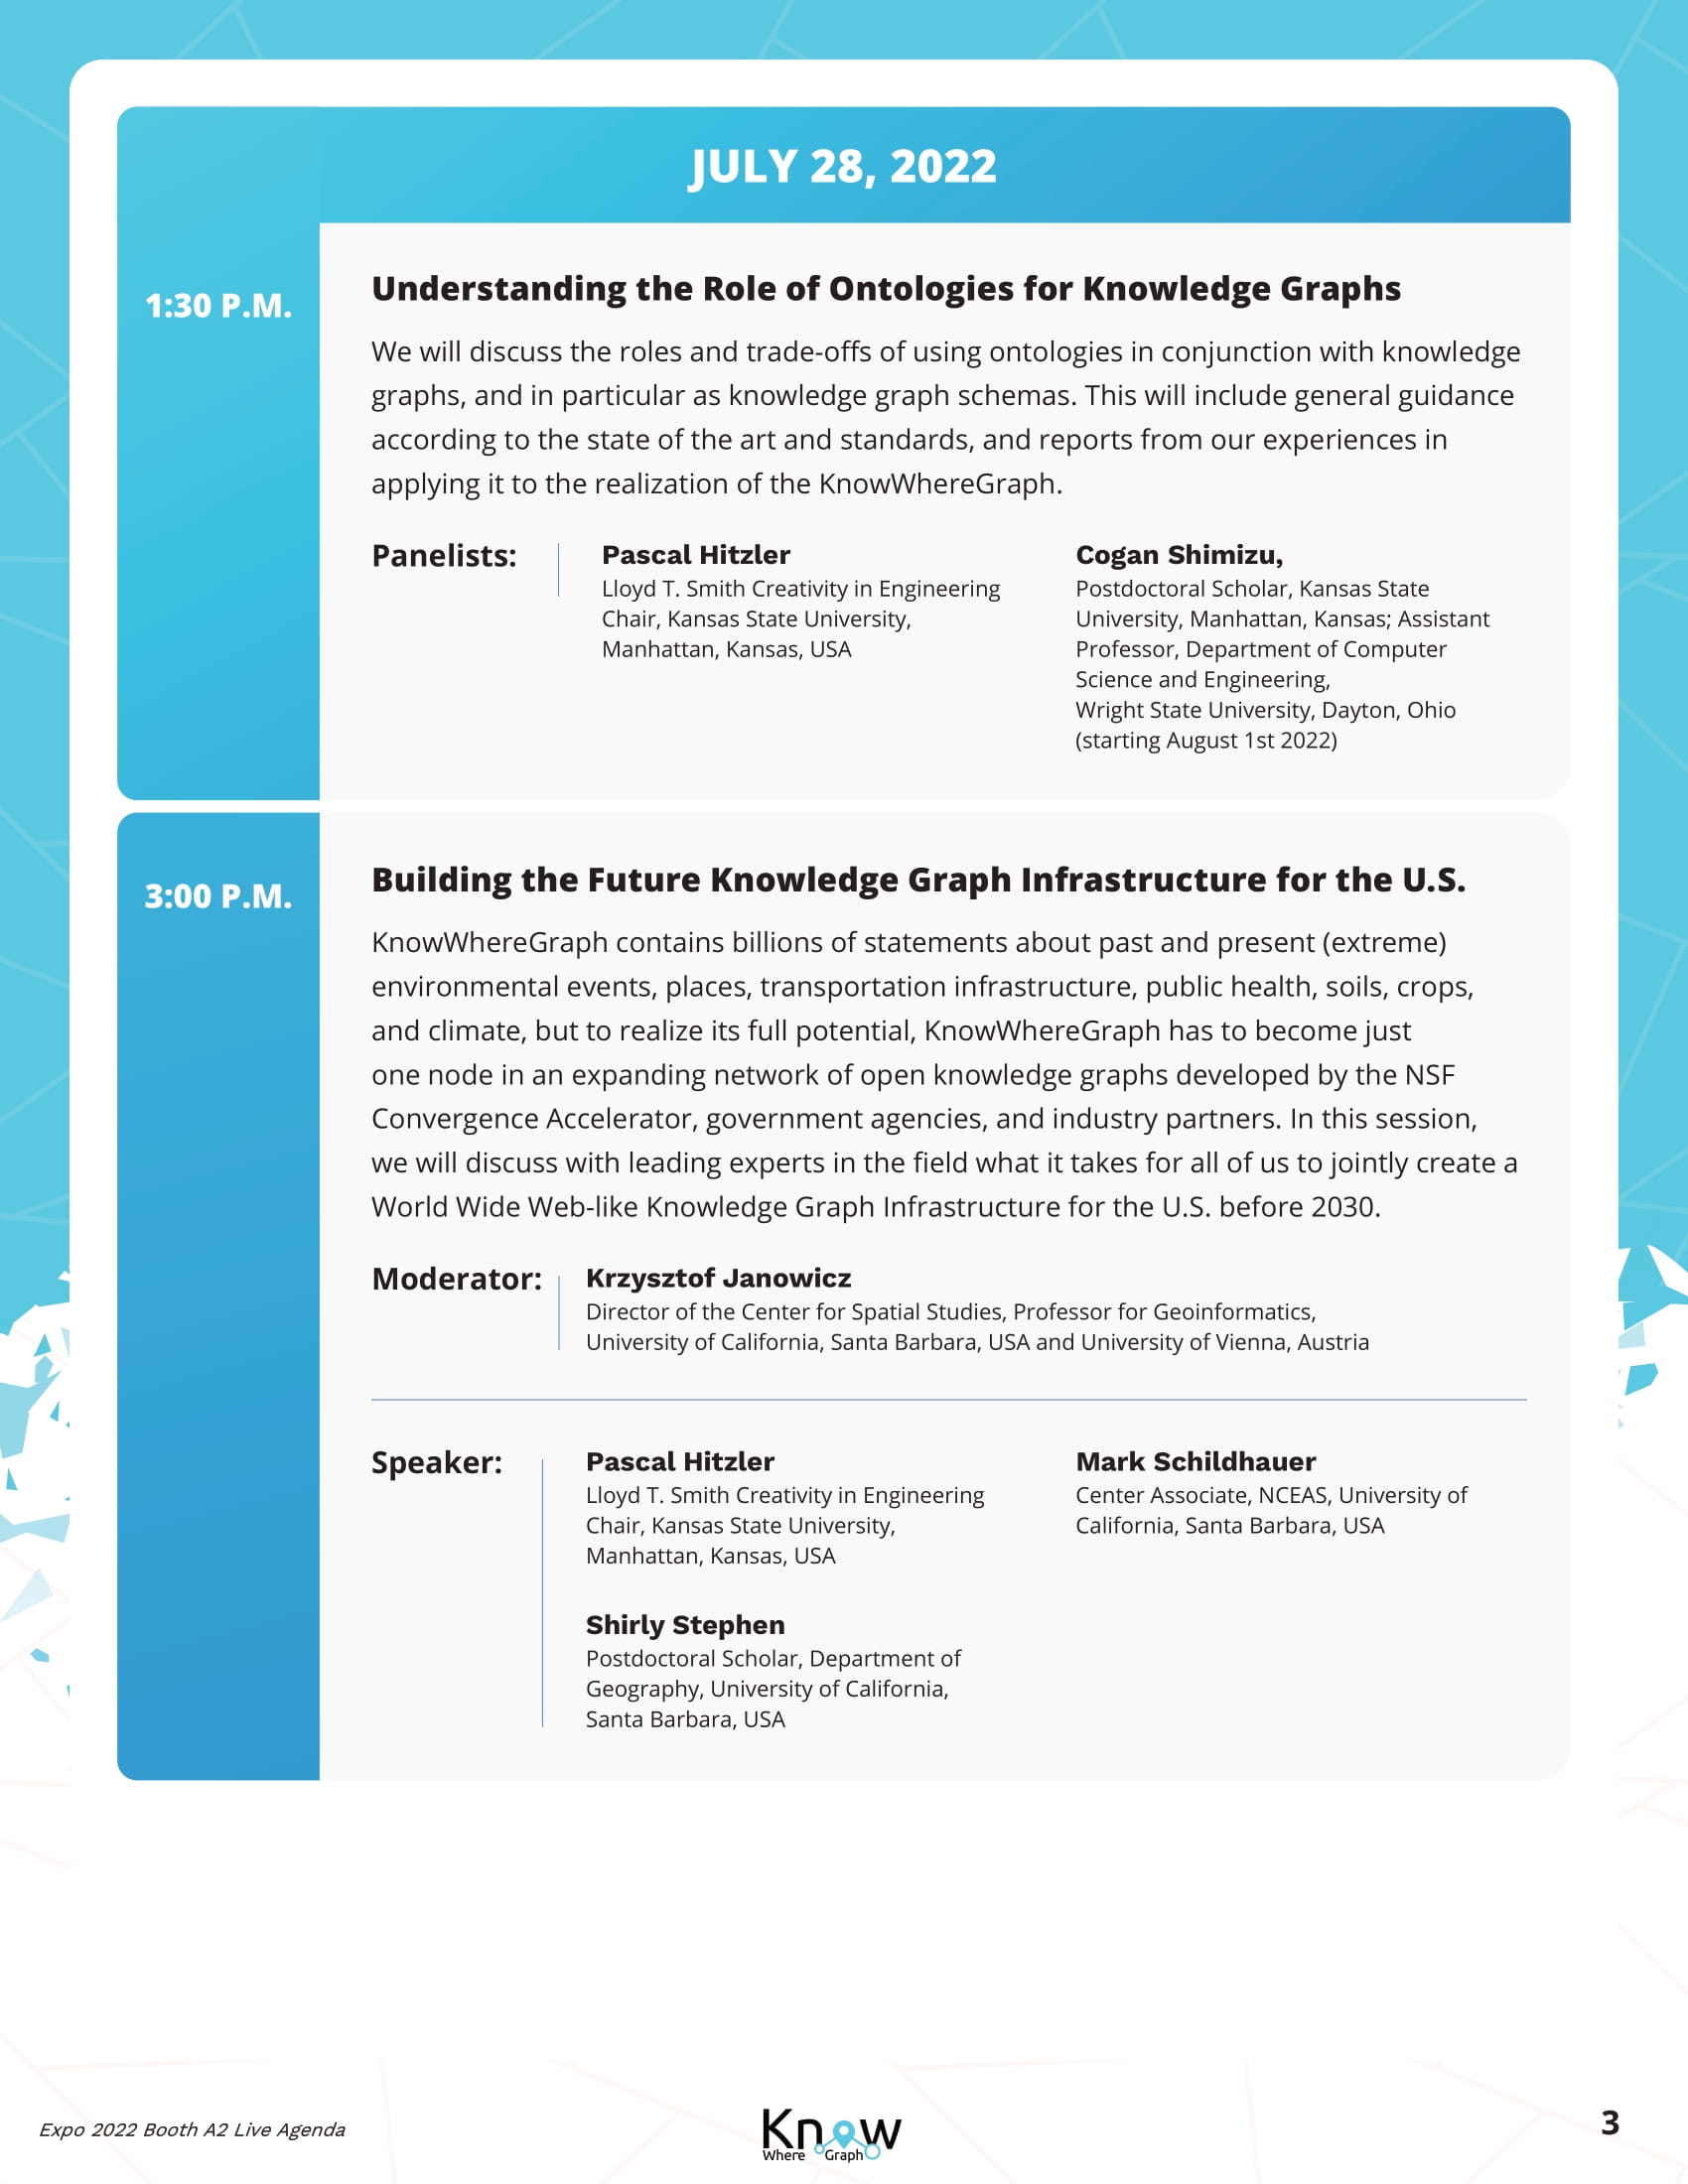 JULY 28, 2022
1:30 P.M.
Understanding the Role of Ontologies for Knowledge Graphs
We will discuss the roles and trade-offs of using ontologies in conjunction with knowledge
graphs, and in particular as knowledge graph schemas. This will include general guidance
according to the state of the art and standards, and reports from our experiences in
applying it to the realization of the KnowWhereGraph.
Panelists:
Pascal Hitzler
Lloyd T. Smith Creativity in Engineering
Chair, Kansas State University,
Manhattan, Kansas, USA
Cogan Shimizu,
Postdoctoral Scholar, Kansas State
University, Manhattan, Kansas; Assistant
Professor, Department of Computer
Science and Engineering,
Wright State University, Dayton, Ohio
(starting August 1st 2022)
3:00 P.M.
Building the Future Knowledge Graph Infrastructure for the U.S.
KnowWhereGraph contains billions of statements about past and present (extreme)
environmental events, places, transportation infrastructure, public health, soils, crops,
and climate, but to realize its full potential, KnowWhereGraph has to become just
one node in an expanding network of open knowledge graphs developed by the NSF
Convergence Accelerator, government agencies, and industry partners. In this session,
we will discuss with leading experts in the field what it takes for all of us to jointly create a
World Wide Web-like Knowledge Graph Infrastructure for the U.S. before 2030.
Moderator:
Krzysztof Janowicz
Director of the Center for Spatial Studies, Professor for Geoinformatics,
University of California, Santa Barbara, USA and University of Vienna, Austria
Speaker:
Pascal Hitzler
Lloyd T. Smith Creativity in Engineering
Chair, Kansas State University,
Manhattan, Kansas, USA
Mark Schildhauer
Center Associate, NCEAS, University of
California, Santa Barbara, USA
Shirly Stephen
Postdoctoral Scholar, Department of
Geography, University of California,
Santa Barbara, USA
Expo 2022 Booth A2 Live Agenda
Know
Where Graph
3